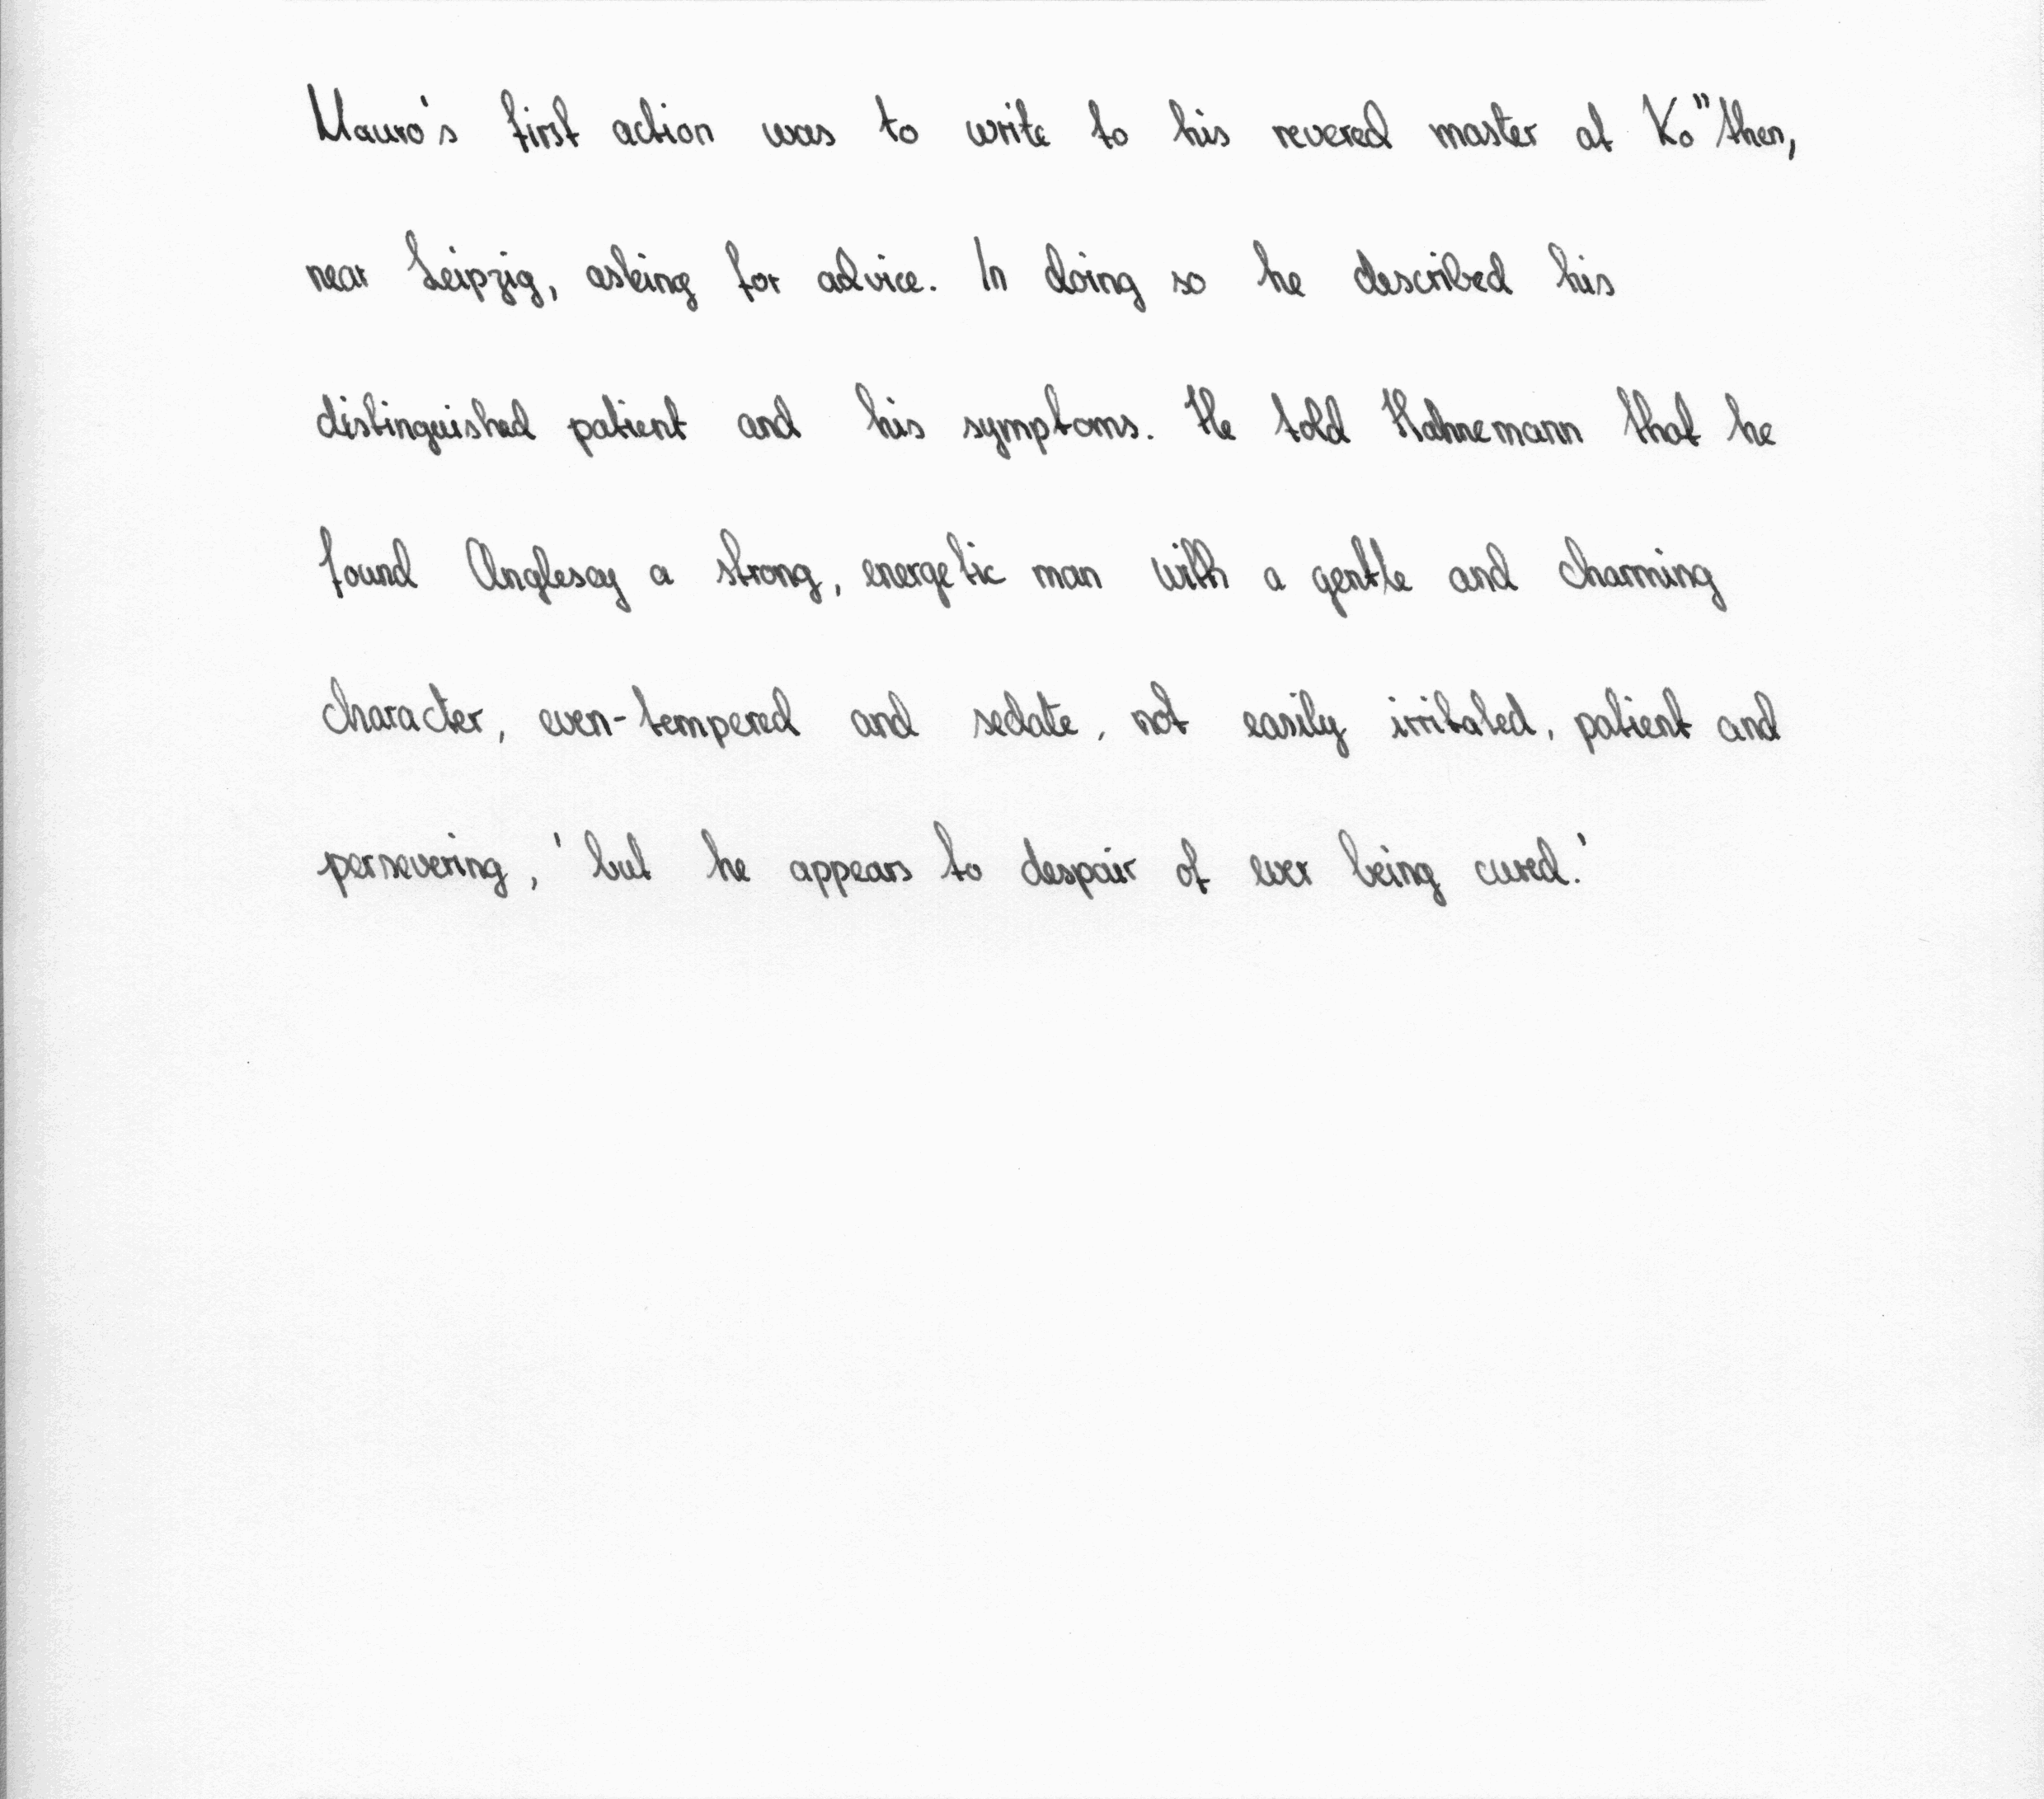 Mauro's first action was to write to his revered master at Ko"then,
near Leipzig, asking for advice. In doing so he described his
distinguished patient and his symptoms. He told Hahnemann that he
found Anglesey a strong, energetic man with a gentle and charming
character, even-tempered and sedate, not easily irritated, patient and
persevering, 'but he appears to despair of ever being cured.'